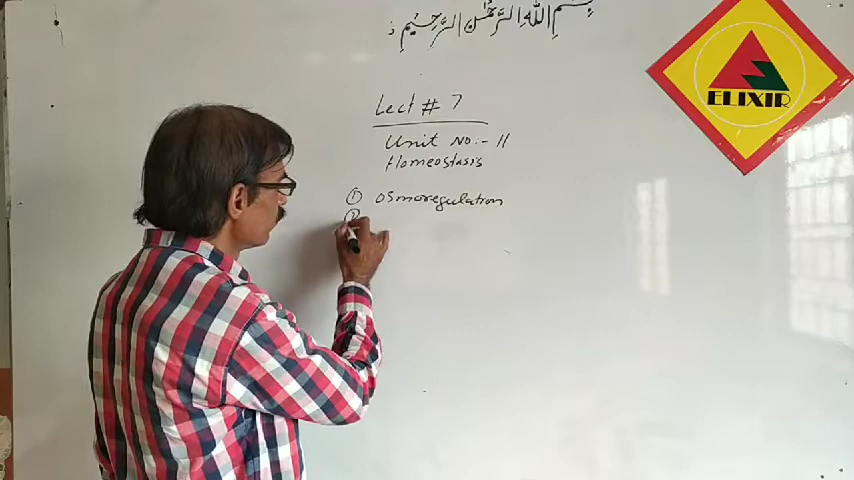 بِسْمِ اللهِ الرَّحْمٰنِ الرَّحِيْمِ
Lect # 7
Unit No:- 11
Homeostasis
① Osmoregulation
②
ELIXIR